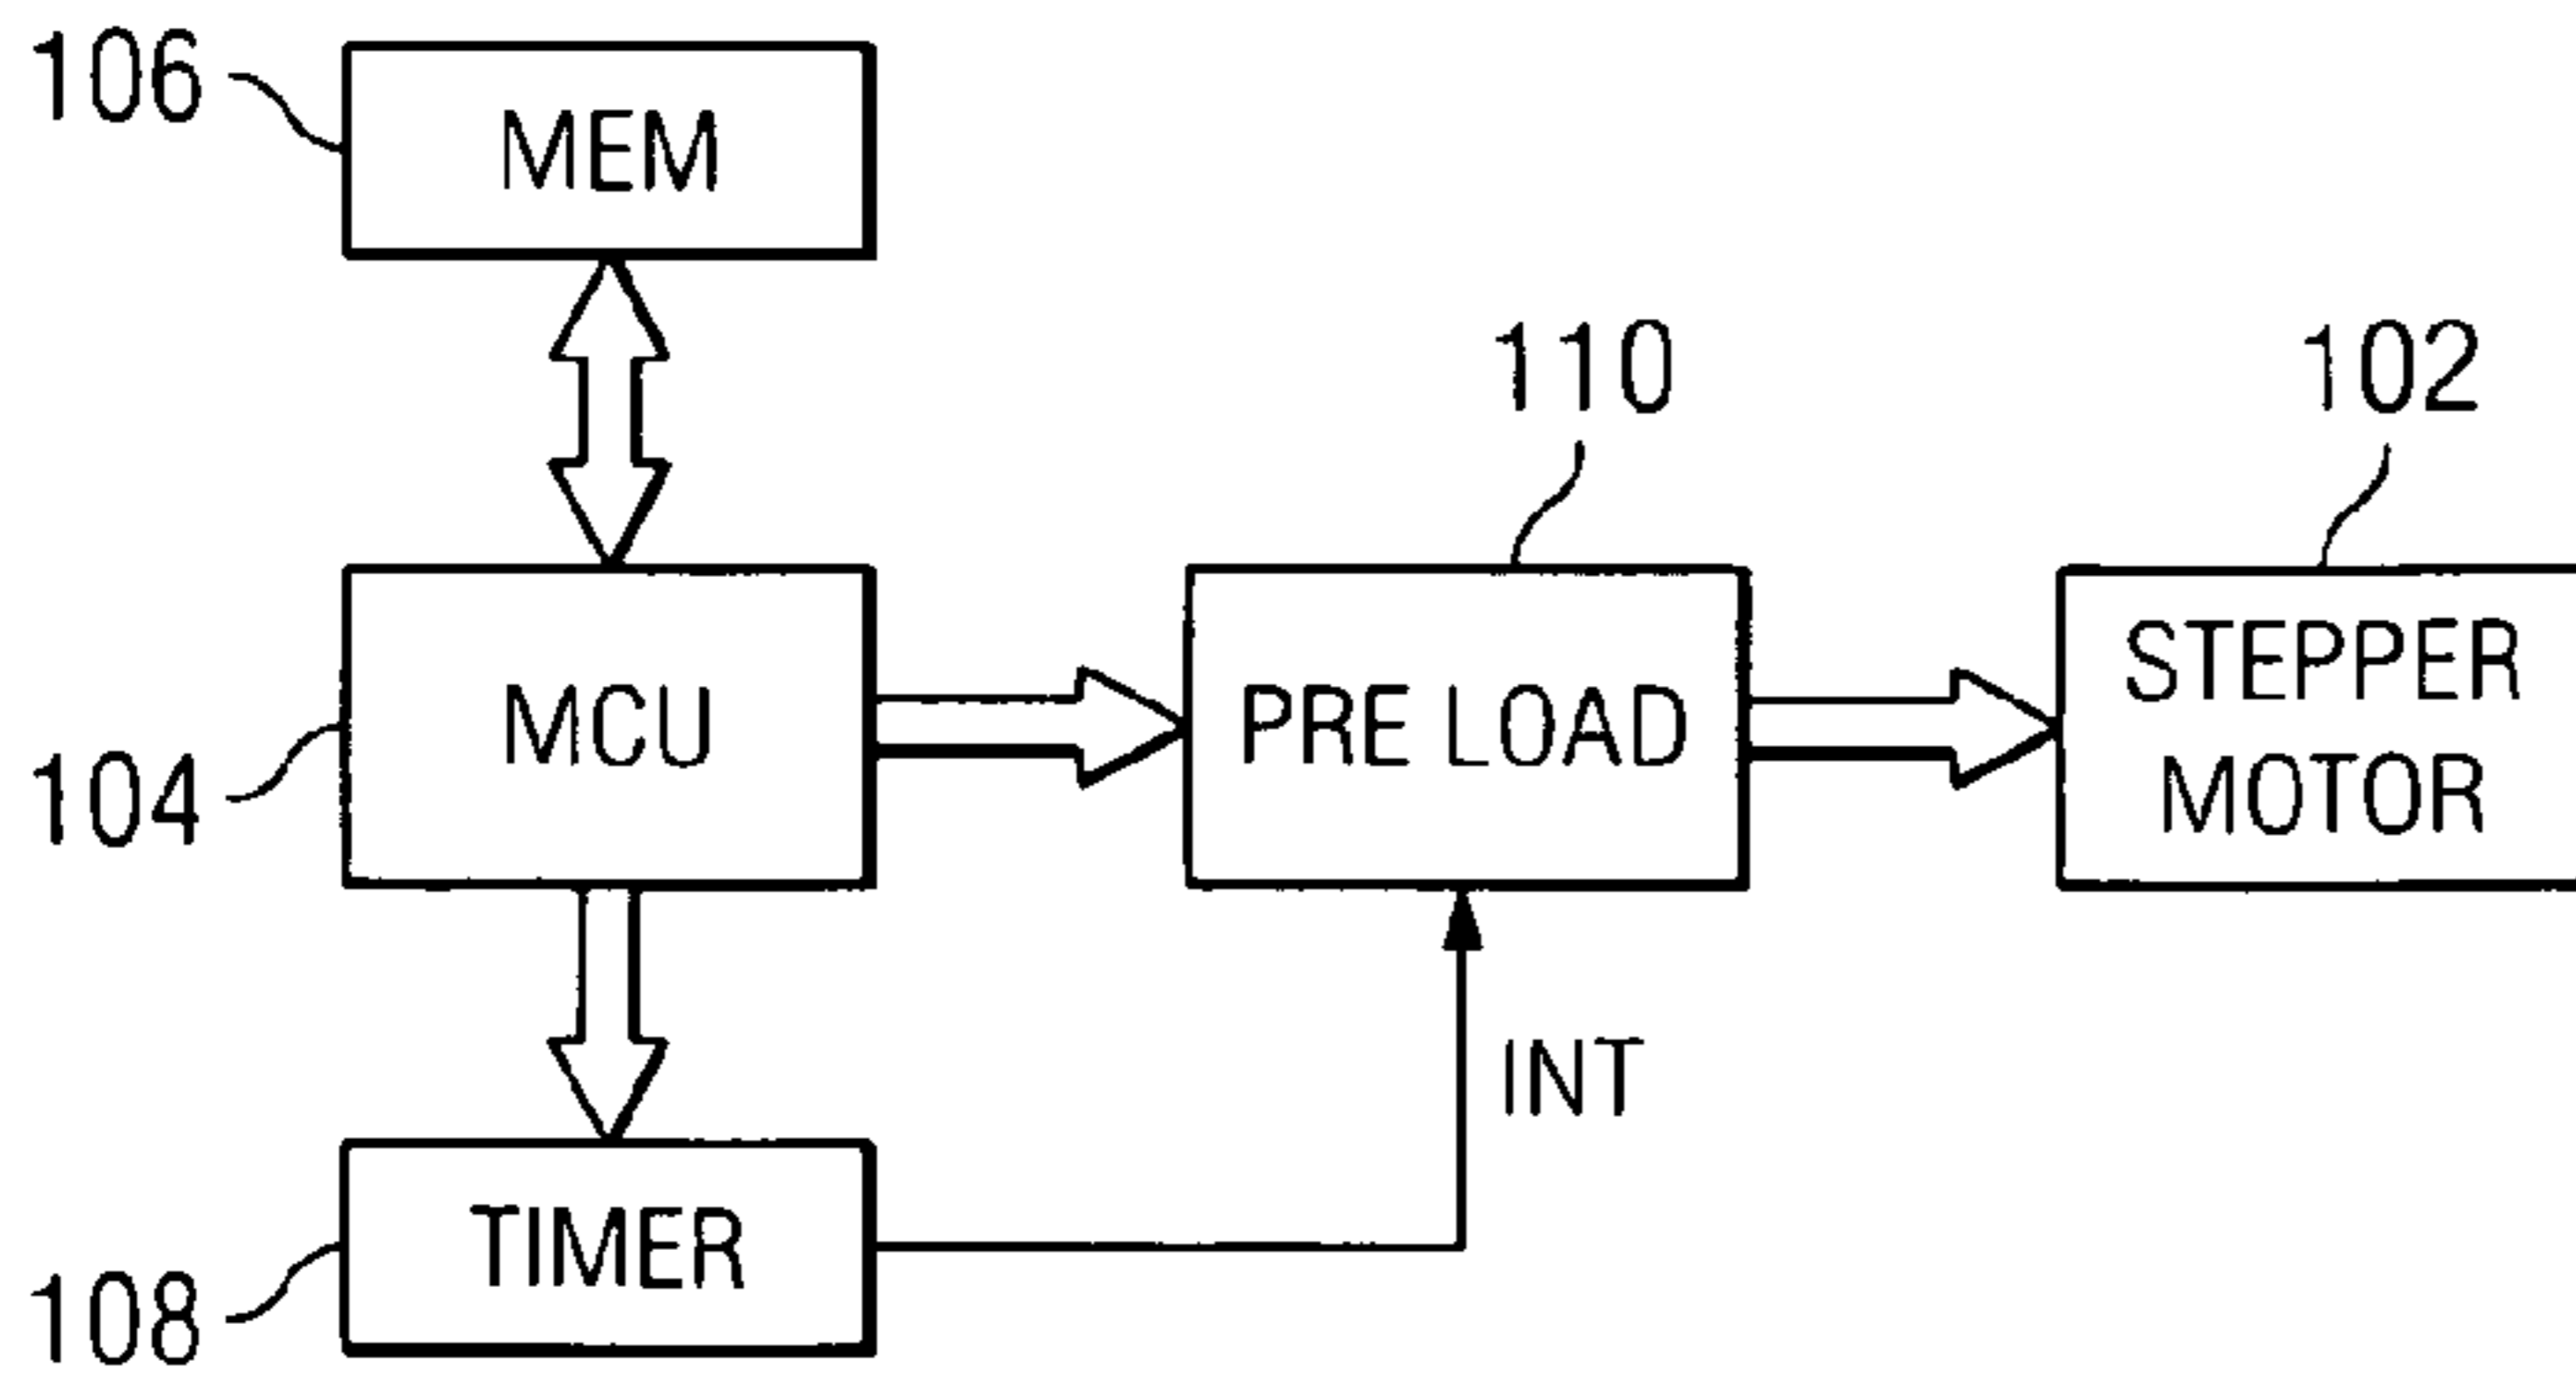 106
MEM
110
102
104
MCU
PRE LOAD
STEPPER
MOTOR
INT
108
TIMER